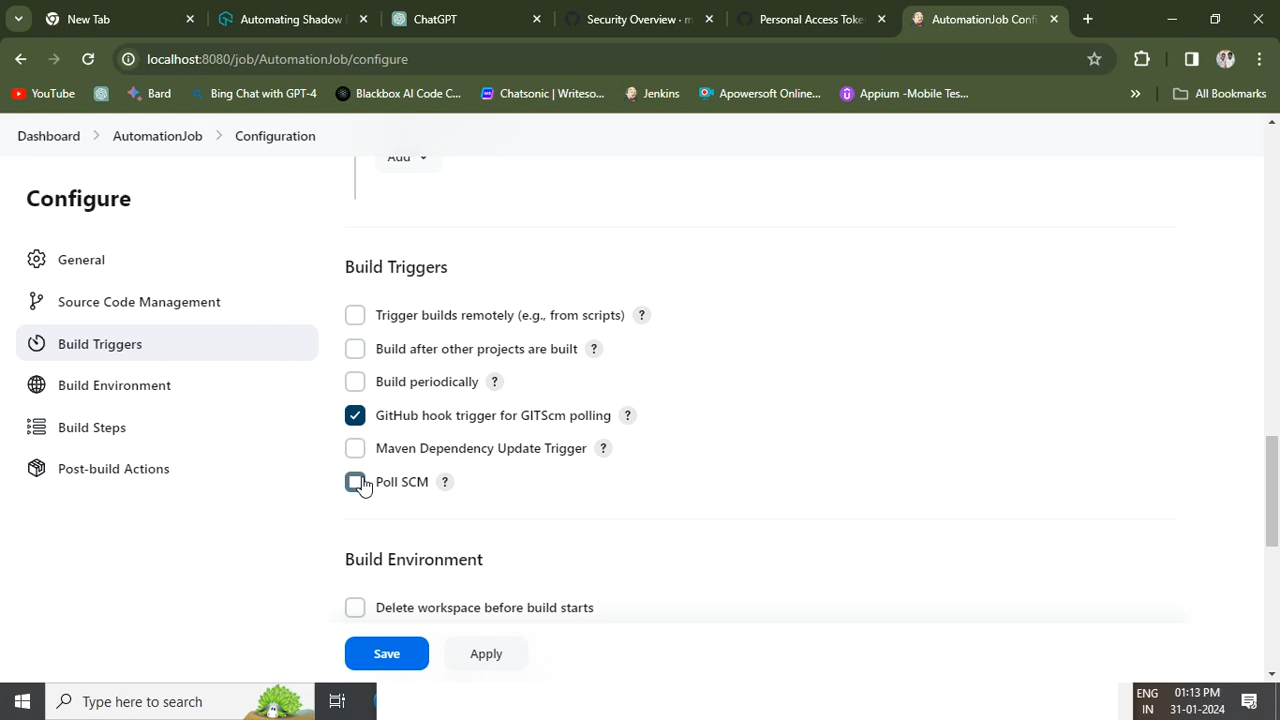 New Tab
Automating Shadow
ChatGPT
Security Overview · m
Personal Access Toke
AutomationJob Confi
localhost:8080/job/AutomationJob/configure
YouTube
Bard
Bing Chat with GPT-4
Blackbox AI Code C...
Chatsonic | Writeso...
Jenkins
Apowersoft Online...
Appium -Mobile Tes...
»
All Bookmarks
Dashboard > AutomationJob > Configuration
Add
Configure
General
Source Code Management
Build Triggers
Build Environment
Build Steps
Post-build Actions
Build Triggers
Trigger builds remotely (e.g., from scripts) ?
Build after other projects are built ?
Build periodically ?
GitHub hook trigger for GITScm polling ?
Maven Dependency Update Trigger ?
Poll SCM ?
Build Environment
Delete workspace before build starts
Save
Apply
Type here to search
ENG
IN
01:13 PM
31-01-2024